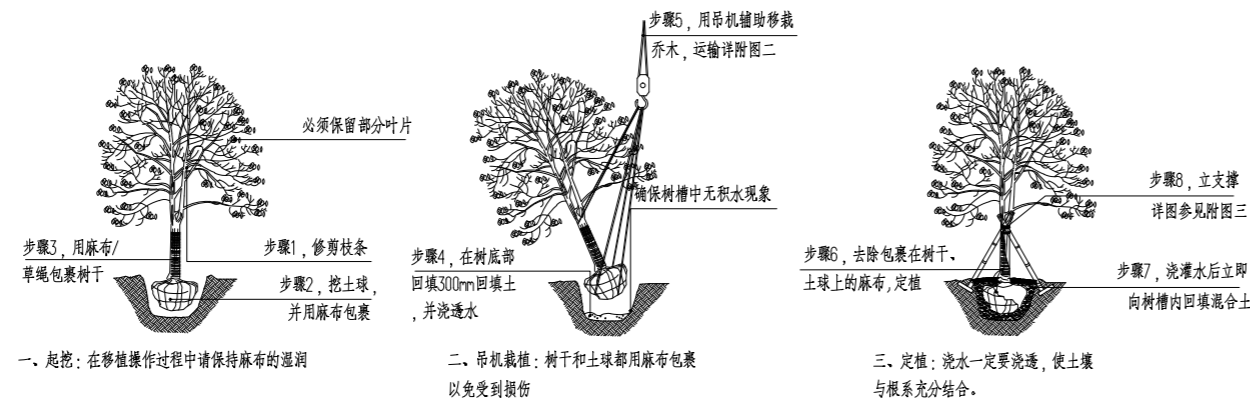 必须保留部分叶片
步骤3，用麻布/
草绳包裹树干
步骤1，修剪枝条
步骤2，挖土球，
并用麻布包裹
一、起挖：在移植操作过程中请保持麻布的湿润
步骤5，用吊机辅助移栽
乔木，运输详附图二
确保树槽中无积水现象
步骤4，在树底部
回填300mm回填土
，并浇透水
二、吊机栽植：树干和土球都用麻布包裹
以免受到损伤
步骤8，立支撑
详图参见附图三
步骤6，去除包裹在树干、
土球上的麻布，定植
步骤7，浇灌水后立即
向树槽内回填混合土
三、定植：浇水一定要浇透，使土壤
与根系充分结合。